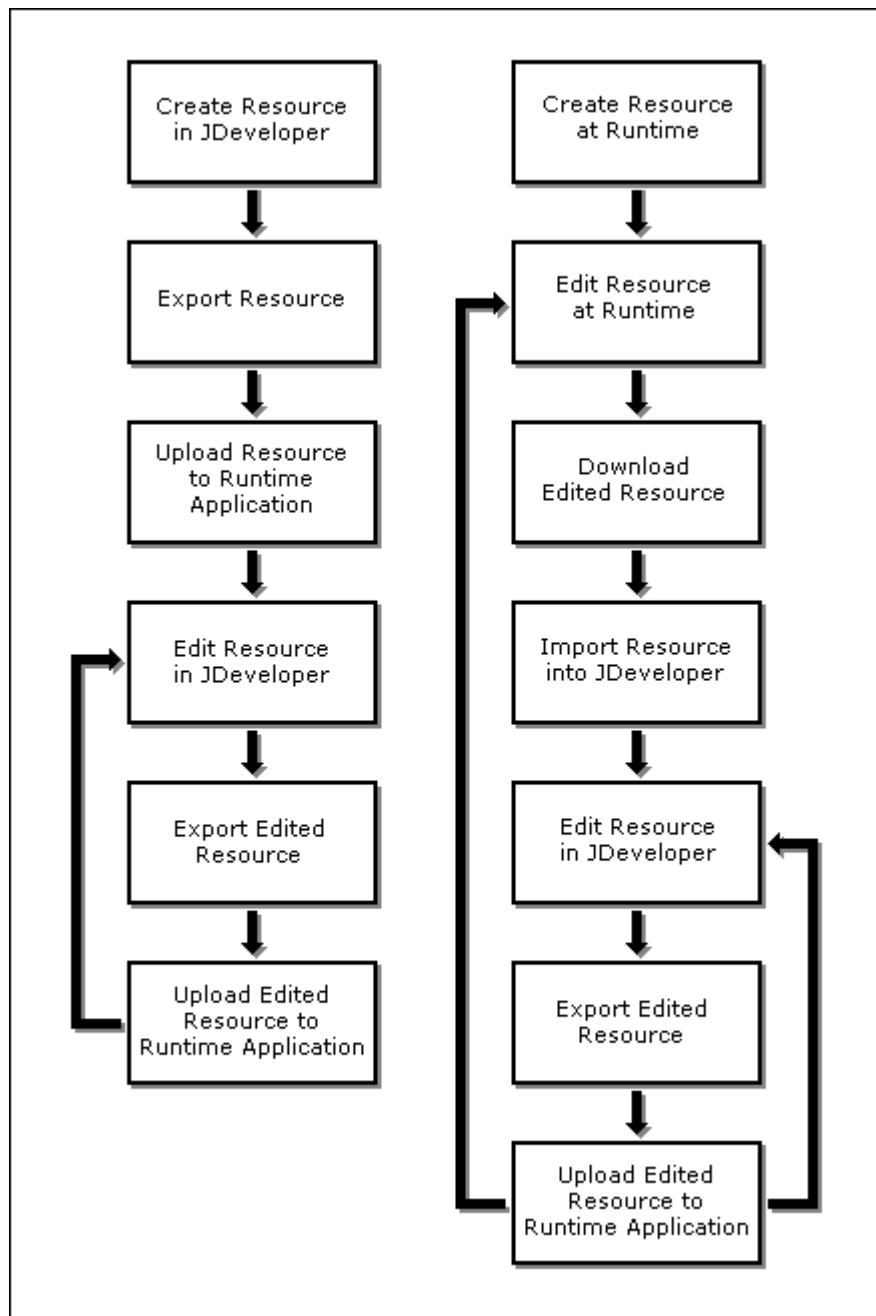 Create Resource
in JDeveloper
Export Resource
Upload Resource
to Runtime
Application
Edit Resource
in JDeveloper
Export Edited
Resource
Upload Edited
Resource to
Runtime Application
Create Resource
at Runtime
Edit Resource
at Runtime
Download
Edited Resource
Import Resource
into JDeveloper
Edit Resource
in JDeveloper
Export Edited
Resource
Upload Edited
Resource to
Runtime Application